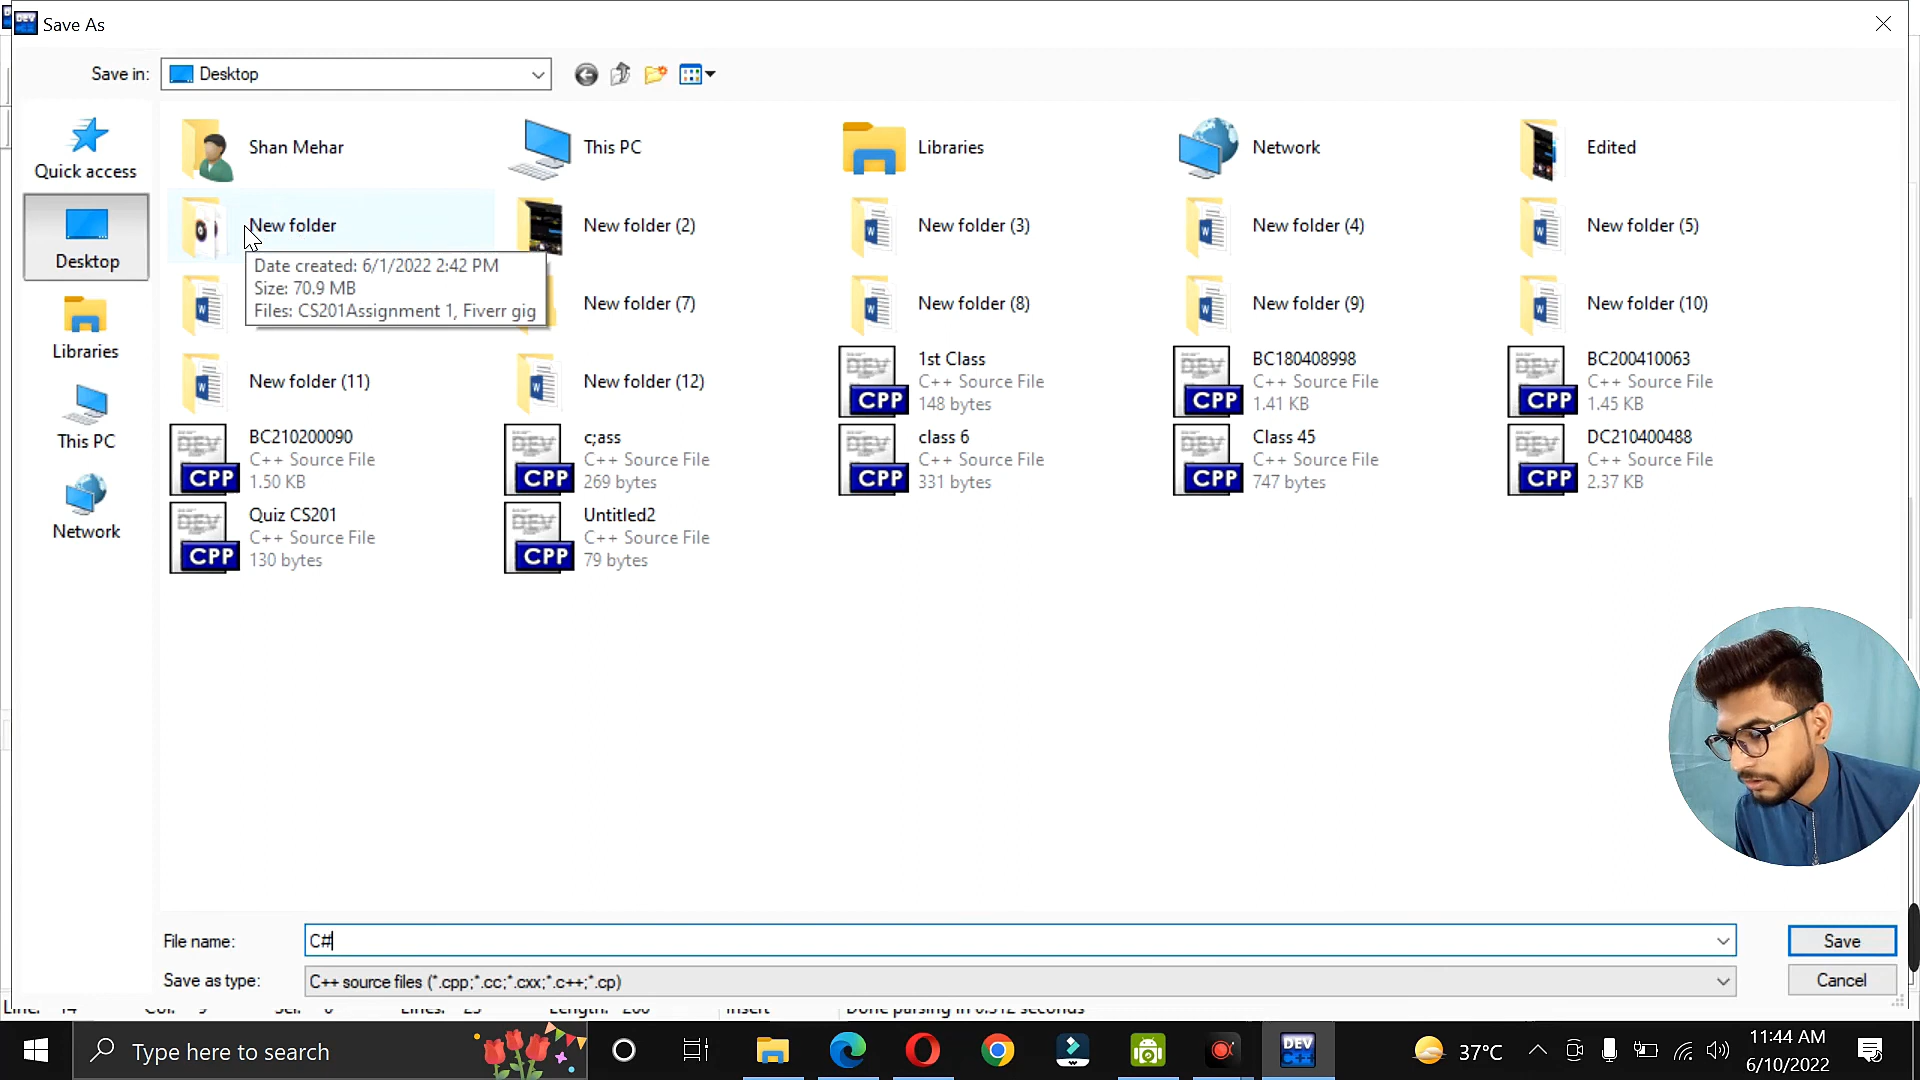 Save As
Save in: Desktop
Quick access
Desktop
Libraries
This PC
Network
Shan Mehar
This PC
Libraries
Network
Edited
New folder
New folder (2)
New folder (3)
New folder (4)
New folder (5)
Date created: 6/1/2022 2:42 PM
Size: 70.9 MB
Files: CS201Assignment 1, Fiverr gig
New folder (7)
New folder (8)
New folder (9)
New folder (10)
New folder (11)
New folder (12)
1st Class
C++ Source File
148 bytes
BC180408998
C++ Source File
1.41 KB
BC200410063
C++ Source File
1.45 KB
BC210200090
C++ Source File
1.50 KB
c;ass
C++ Source File
269 bytes
class 6
C++ Source File
331 bytes
Class 45
C++ Source File
747 bytes
DC210400488
C++ Source File
2.37 KB
Quiz CS201
C++ Source File
130 bytes
Untitled2
C++ Source File
79 bytes
File name: C#
Save
Save as type: C++ source files (*.cpp;*.cc;*.cxx;*.c++;*.cp)
Cancel
Type here to search
DEV
37°C
11:44 AM
6/10/2022